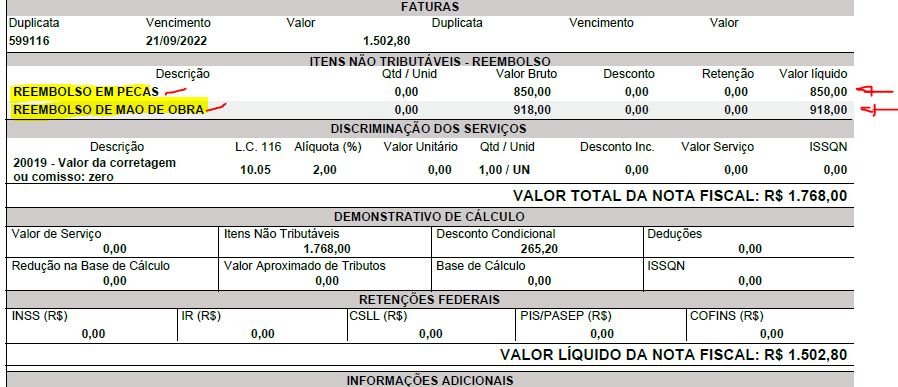 FATURAS
Duplicata Vencimento Valor Duplicata Vencimento Valor
599116 21/09/2022 1.502,80
ITENS NÃO TRIBUTÁVEIS - REEMBOLSO
Descrição Qtd / Unid Valor Bruto Desconto Retenção Valor líquido
REEMBOLSO EM PECAS 0,00 850,00 0,00 0,00 850,00
REEMBOLSO DE MAO DE OBRA 0,00 918,00 0,00 0,00 918,00
DISCRIMINAÇÃO DOS SERVIÇOS
Descrição L.C. 116 Alíquota (%) Valor Unitário Qtd / Unid Desconto Inc. Valor Serviço ISSQN
20019 - Valor da corretagem
ou comisso: zero 10.05 2,00 0,00 1,00 / UN 0,00 0,00 0,00
VALOR TOTAL DA NOTA FISCAL: R$ 1.768,00
DEMONSTRATIVO DE CÁLCULO
Valor de Serviço Itens Não Tributáveis Desconto Condicional Deduções
0,00 1.768,00 265,20 0,00
Redução na Base de Cálculo Valor Aproximado de Tributos Base de Cálculo ISSQN
0,00 0,00 0,00 0,00
RETENÇÕES FEDERAIS
INSS (R$) IR (R$) CSLL (R$) PIS/PASEP (R$) COFINS (R$)
0,00 0,00 0,00 0,00 0,00
VALOR LÍQUIDO DA NOTA FISCAL: R$ 1.502,80
INFORMAÇÕES ADICIONAIS